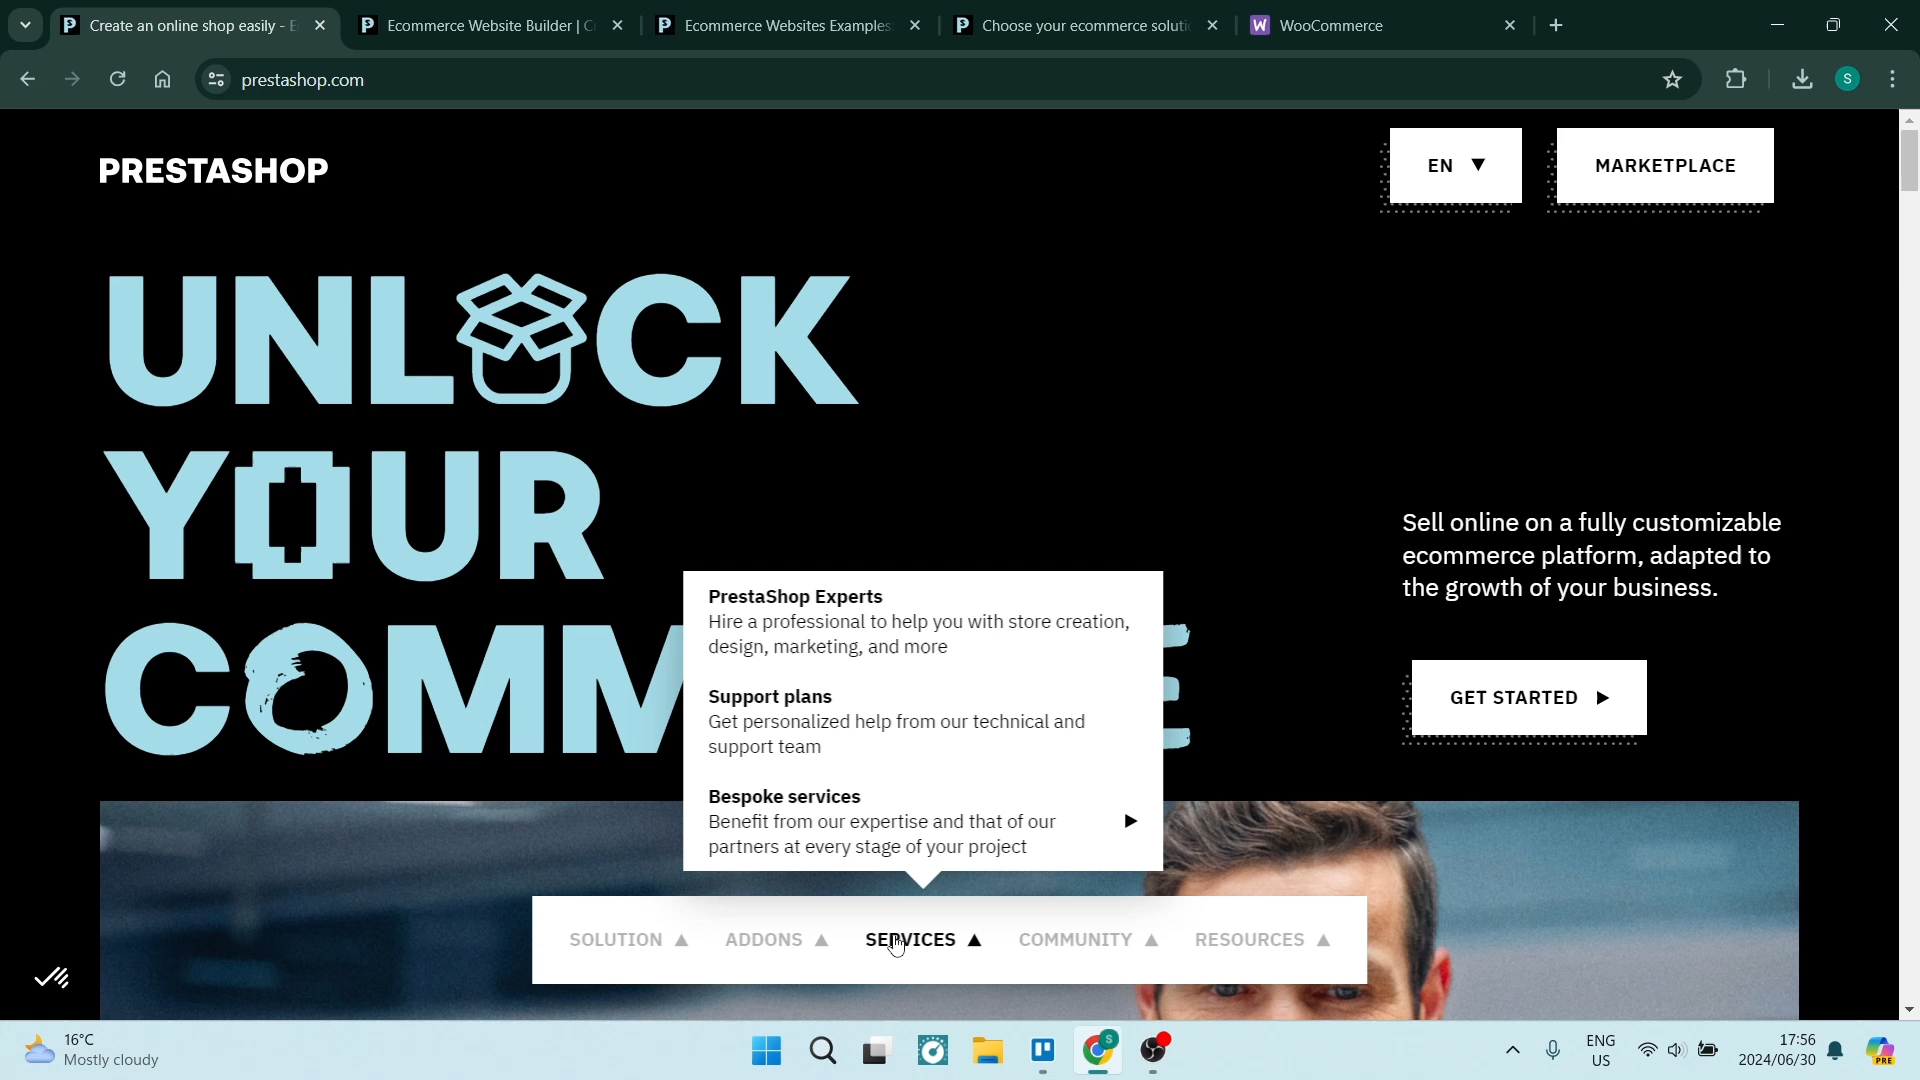 Create an online shop easily - E
Ecommerce Website Builder | C
Ecommerce Websites Examples
Choose your ecommerce soluti
WooCommerce
prestashop.com
S
PRESTASHOP
EN ▼
MARKETPLACE
UNLOCK
YOUR
COMM E
Sell online on a fully customizable
ecommerce platform, adapted to
the growth of your business.
GET STARTED ▶
PrestaShop Experts
Hire a professional to help you with store creation,
design, marketing, and more
Support plans
Get personalized help from our technical and
support team
Bespoke services
Benefit from our expertise and that of our
partners at every stage of your project
SOLUTION ▲ ADDONS ▲ SERVICES ▲ COMMUNITY ▲ RESOURCES ▲
16°C
Mostly cloudy
S
ENG
US
17:56
2024/06/30
PRE